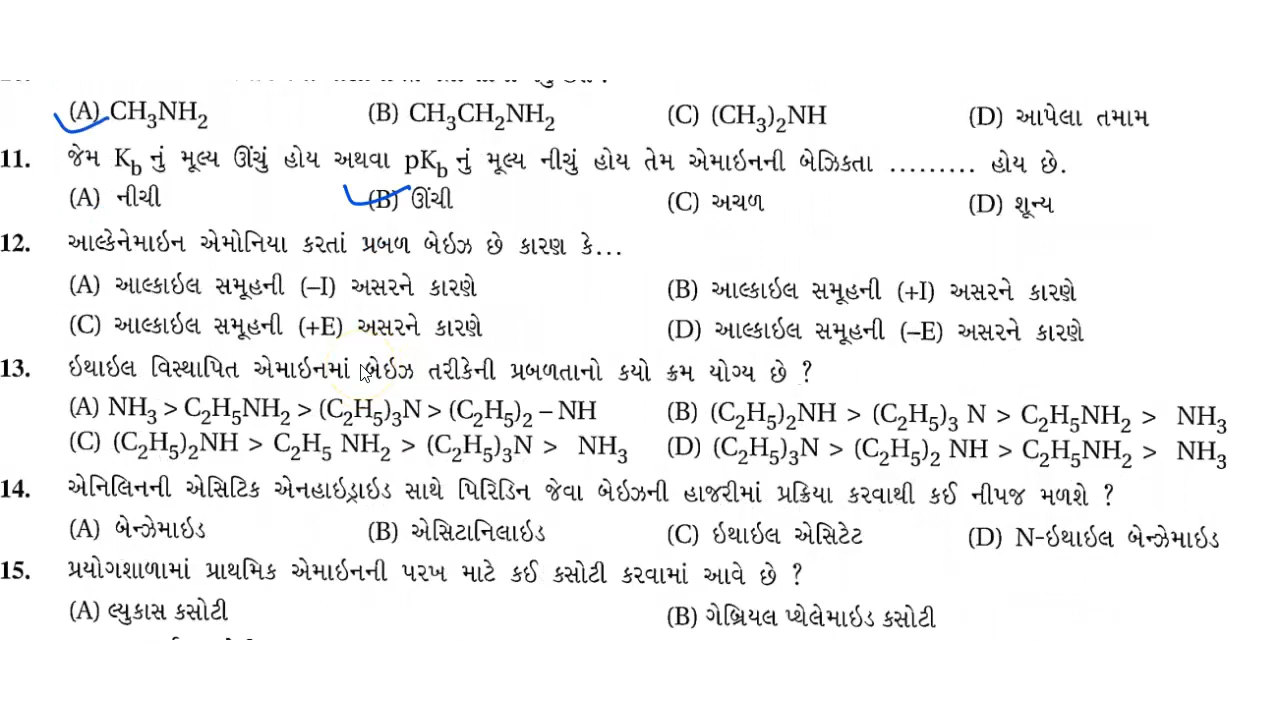 (A) CH₃NH₂ (B) CH₃CH₂NH₂ (C) (CH₃)₂NH (D) આપેલા તમામ
11. જેમ K_b નું મૂલ્ય ઊંચું હોય અથવા pK_b નું મૂલ્ય નીચું હોય તેમ એમાઇનની બેઝિકતા ......... હોય છે.
(A) નીચી (B) ઊંચી (C) અચળ (D) શૂન્ય
12. આલ્કેનેમાઇન એમોનિયા કરતાં પ્રબળ બેઇઝ છે કારણ કે...
(A) આલ્કાઇલ સમૂહની (–I) અસરને કારણે (B) આલ્કાઇલ સમૂહની (+I) અસરને કારણે
(C) આલ્કાઇલ સમૂહની (+E) અસરને કારણે (D) આલ્કાઇલ સમૂહની (–E) અસરને કારણે
13. ઇથાઇલ વિસ્થાપિત એમાઇનમાં બેઇઝ તરીકેની પ્રબળતાનો કયો ક્રમ યોગ્ય છે ?
(A) NH₃ > C₂H₅NH₂ > (C₂H₅)₃N > (C₂H₅)₂ – NH (B) (C₂H₅)₂NH > (C₂H₅)₃ N > C₂H₅NH₂ > NH₃
(C) (C₂H₅)₂NH > C₂H₅ NH₂ > (C₂H₅)₃N > NH₃ (D) (C₂H₅)₃N > (C₂H₅)₂ NH > C₂H₅NH₂ > NH₃
14. એનિલિનની એસિટિક એનહાઇડ્રાઇડ સાથે પિરિડિન જેવા બેઇઝની હાજરીમાં પ્રક્રિયા કરવાથી કઈ નીપજ મળશે ?
(A) બેન્ઝેમાઇડ (B) એસિટાનિલાઇડ (C) ઇથાઇલ એસિટેટ (D) N-ઇથાઇલ બેન્ઝેમાઇડ
15. પ્રયોગશાળામાં પ્રાથમિક એમાઇનની પરખ માટે કઈ કસોટી કરવામાં આવે છે ?
(A) લ્યુકાસ કસોટી (B) ગેબ્રિયલ પ્થેલેમાઇડ કસોટી